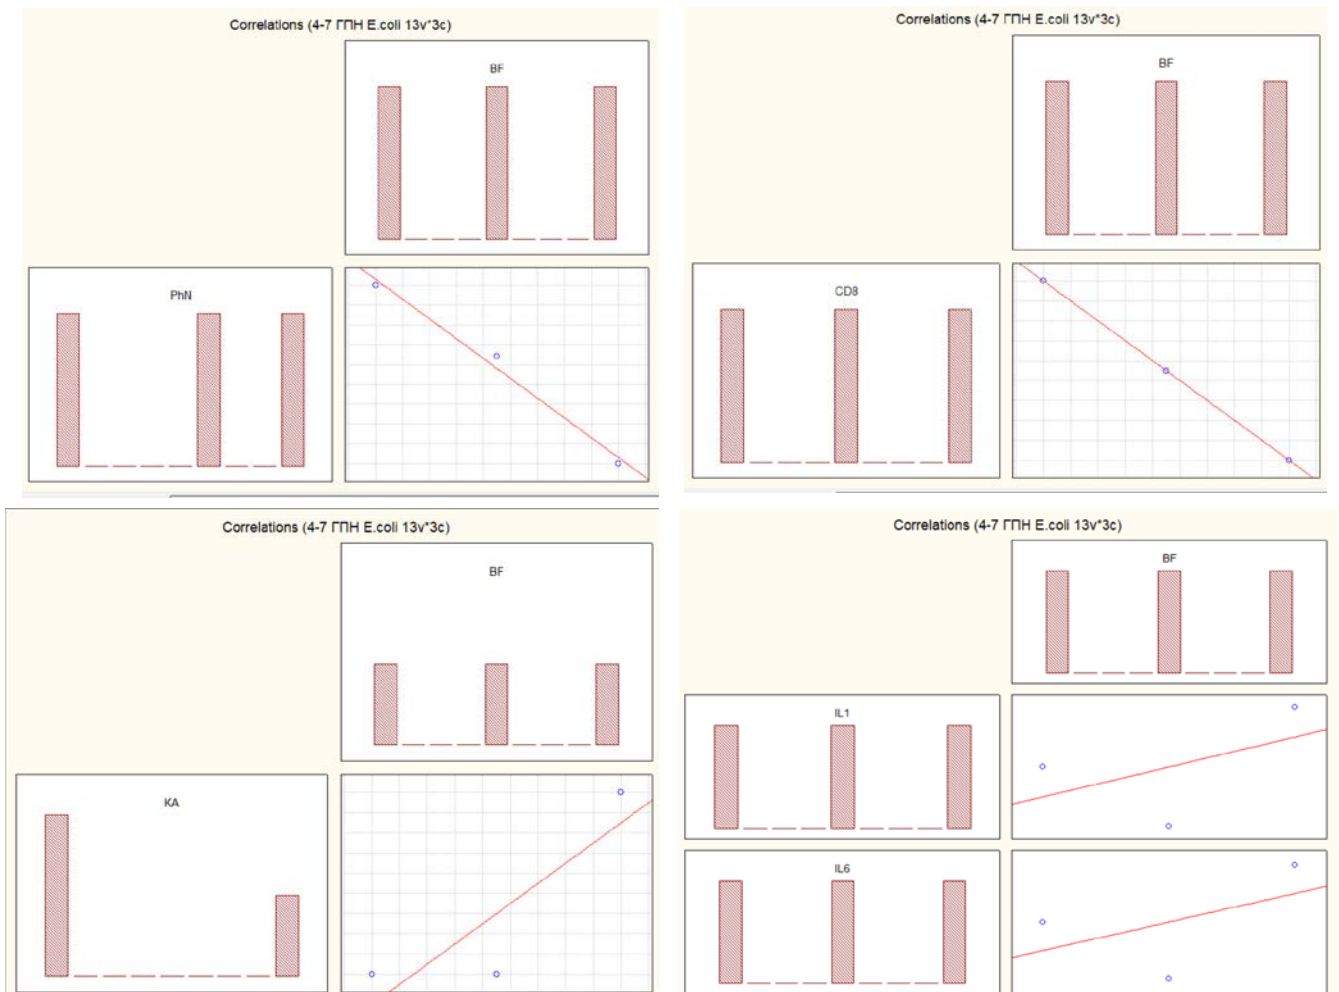 Correlations (4-7 ГПН E.coli 13v*3c)
BF
PhN
Correlations (4-7 ГПН E.coli 13v*3c)
BF
CD8
Correlations (4-7 ГПН E.coli 13v*3c)
BF
KA
Correlations (4-7 ГПН E.coli 13v*3c)
BF
IL1
IL6